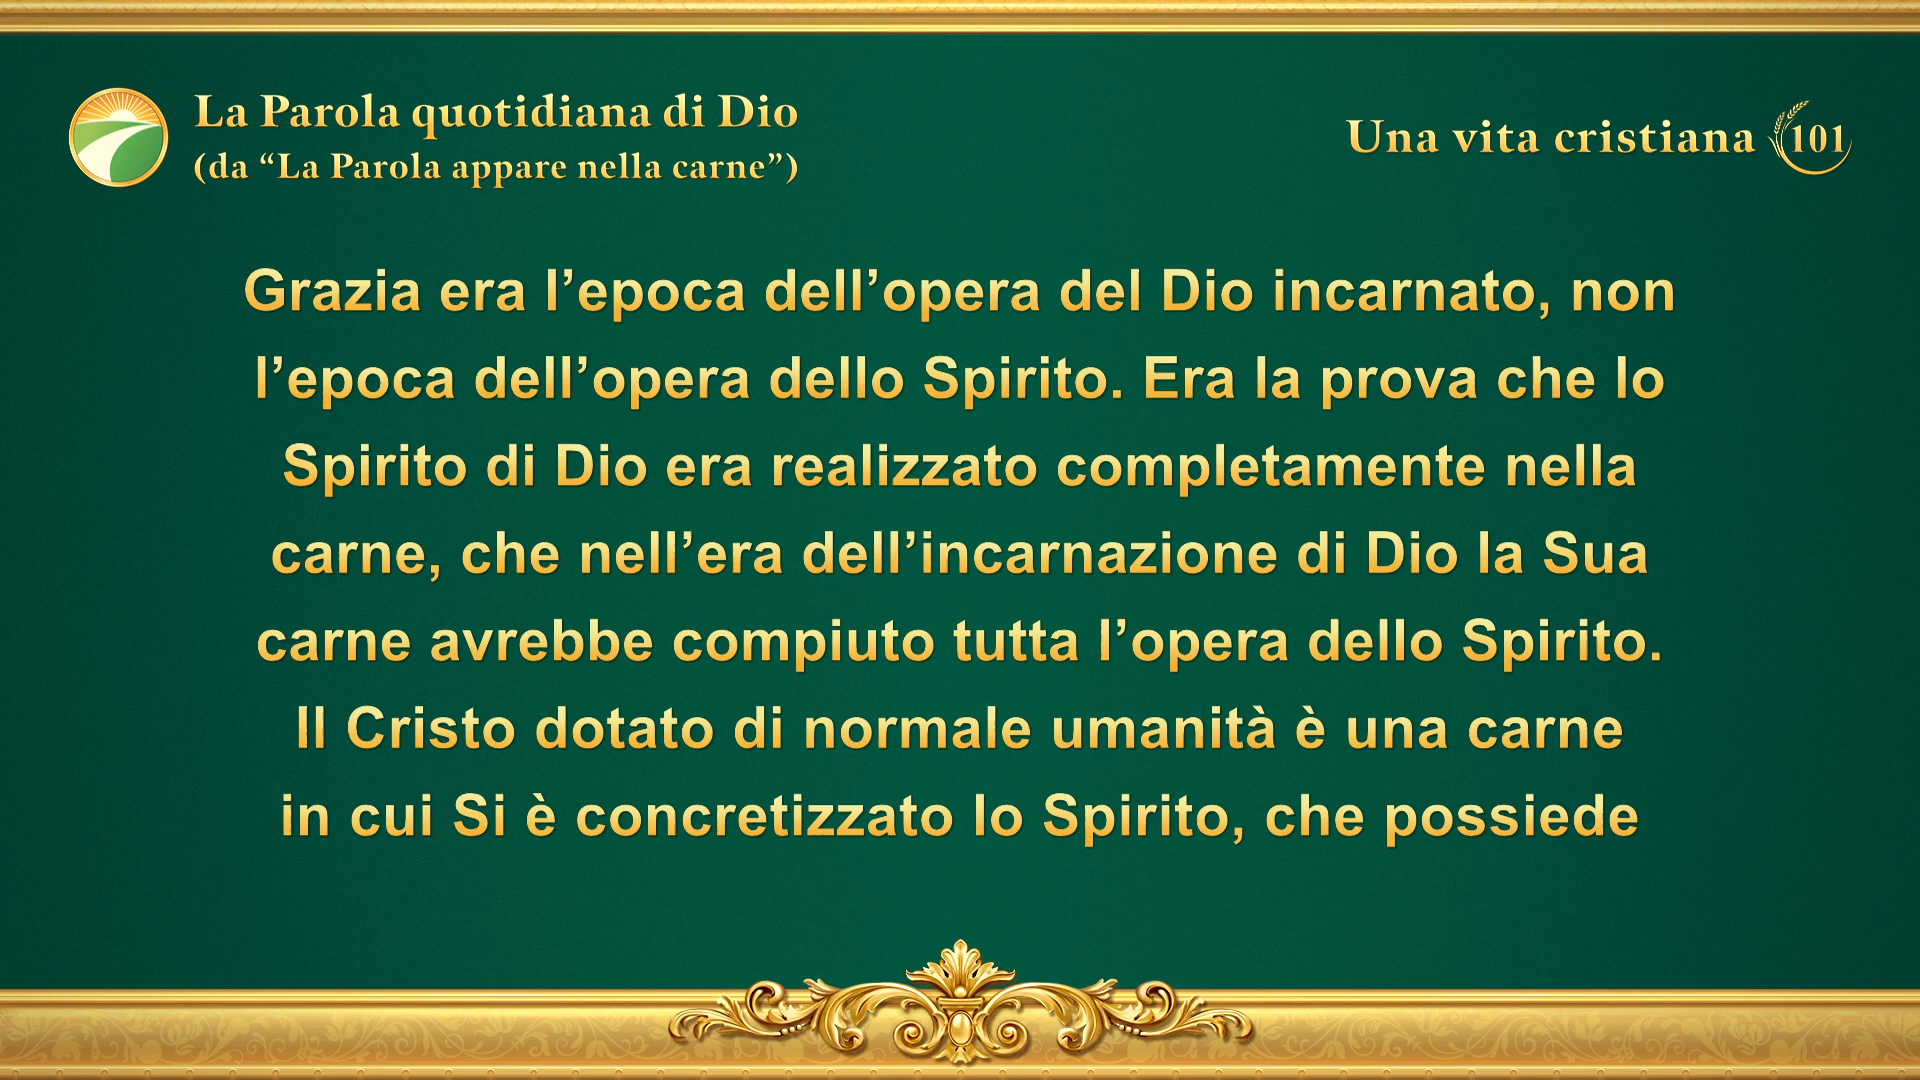 La Parola quotidiana di Dio
(da “La Parola appare nella carne”)
Una vita cristiana 101
Grazia era l’epoca dell’opera del Dio incarnato, non
l’epoca dell’opera dello Spirito. Era la prova che lo
Spirito di Dio era realizzato completamente nella
carne, che nell’era dell’incarnazione di Dio la Sua
carne avrebbe compiuto tutta l’opera dello Spirito.
Il Cristo dotato di normale umanità è una carne
in cui Si è concretizzato lo Spirito, che possiede